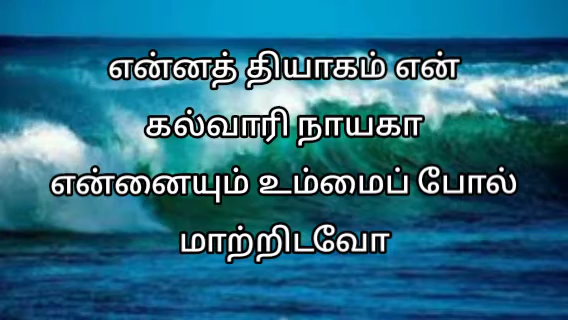 என்னத் தியாகம் என்
கல்வாரி நாயகா
என்னையும் உம்மைப் போல்
மாற்றிடவோ